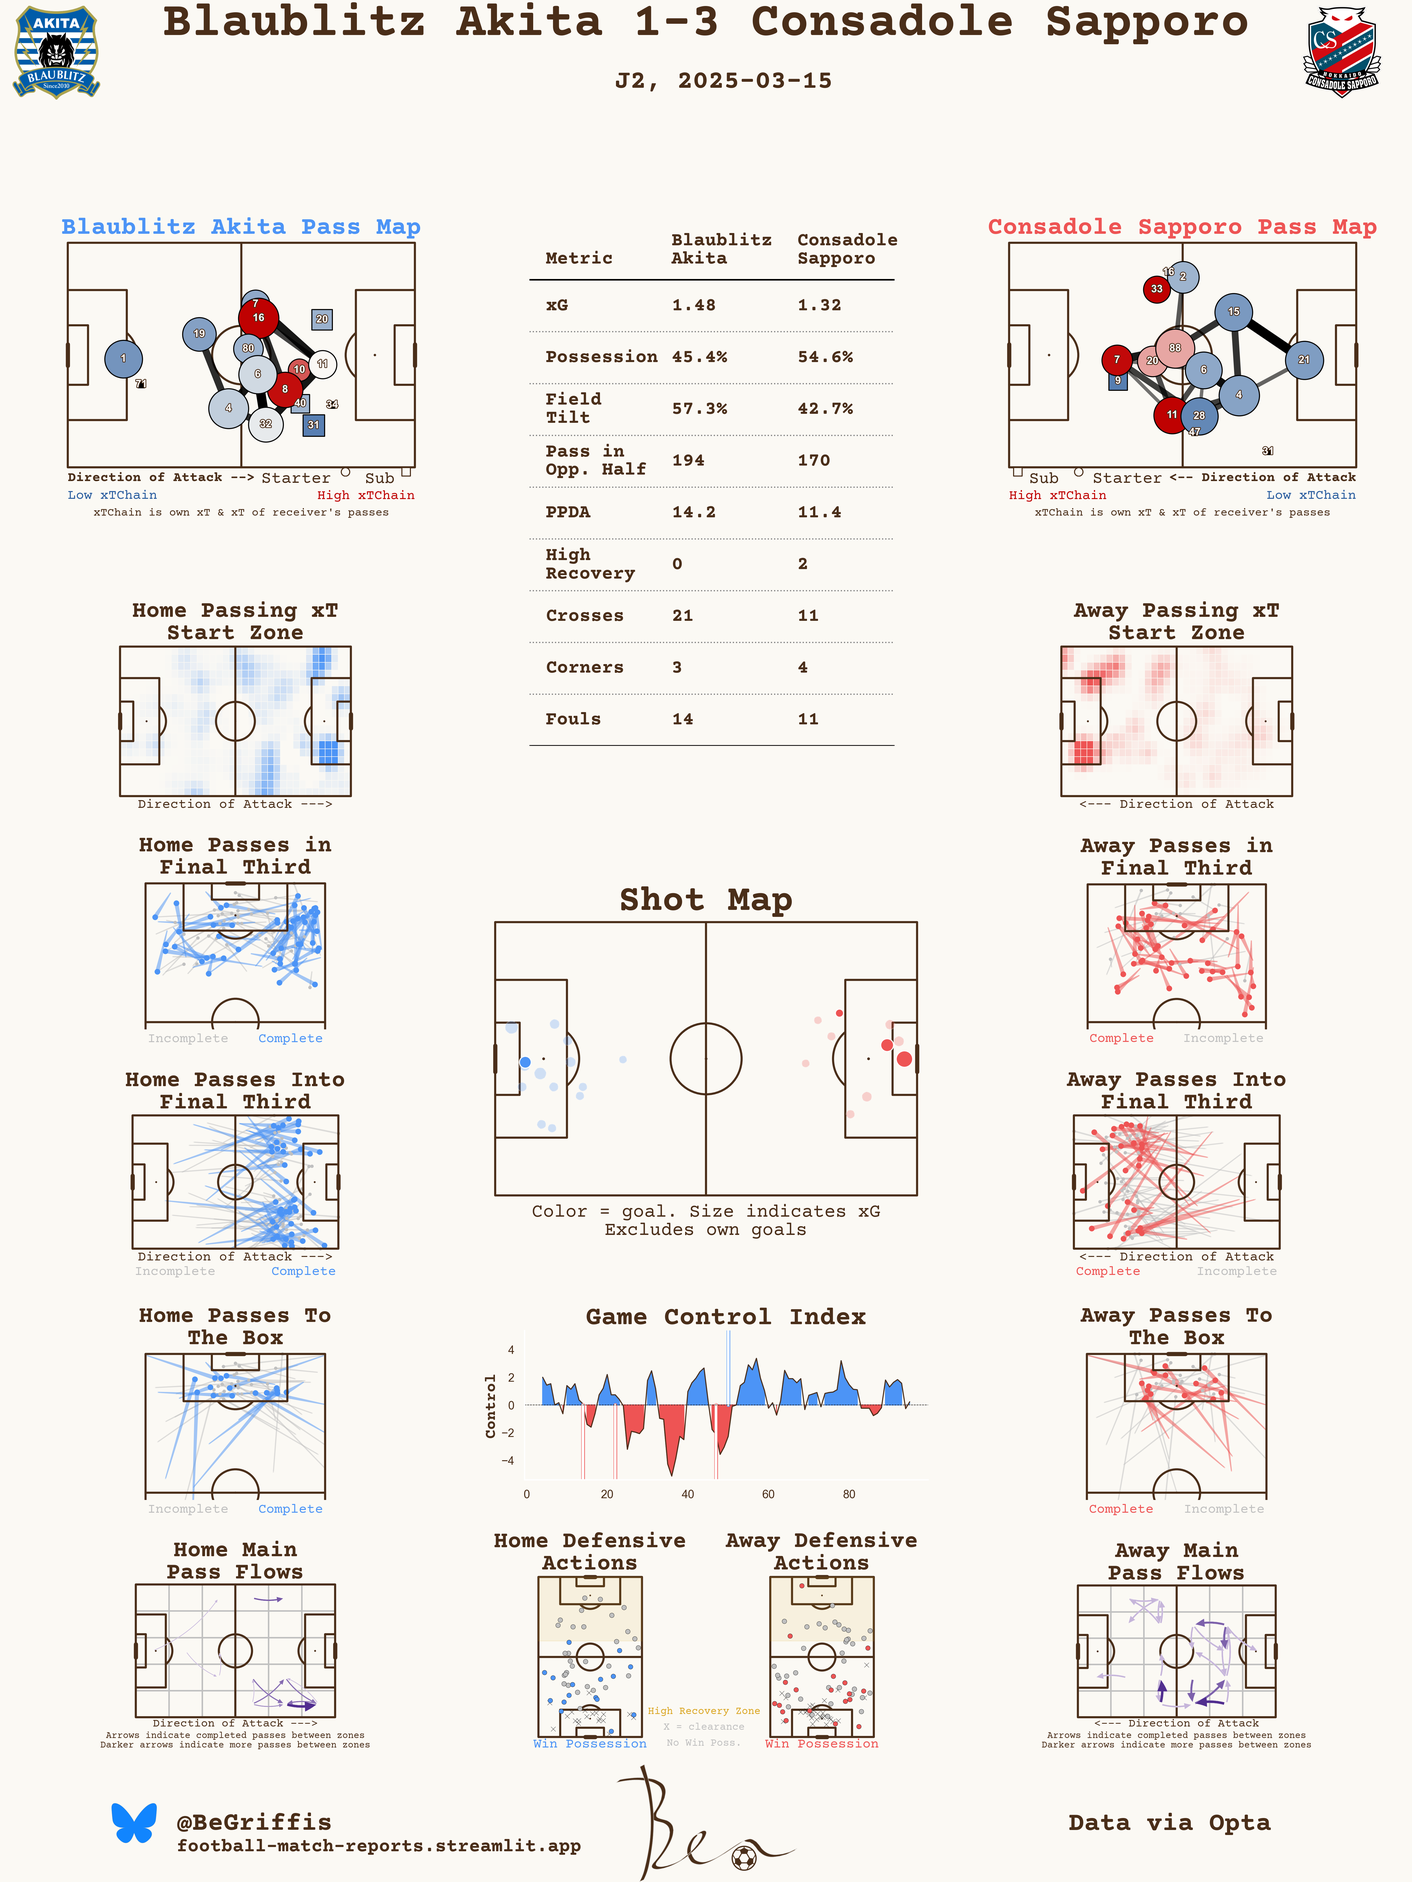 Blaublitz Akita 1-3 Consadole Sapporo
J2, 2025-03-15
AKITA
BLAUBLITZ
Since2010
CS
HOKKAIDO
CONSADOLE SAPPORO
Blaublitz Akita Pass Map
1
71
19
4
7
16
80
6
32
8
10
40
11
20
31
34
Direction of Attack --> Starter Sub
Low xTChain High xTChain
xTChain is own xT & xT of receiver's passes
Metric Blaublitz Akita Consadole Sapporo
xG 1.48 1.32
Possession 45.4% 54.6%
Field Tilt 57.3% 42.7%
Pass in Opp. Half 194 170
PPDA 14.2 11.4
High Recovery 0 2
Crosses 21 11
Corners 3 4
Fouls 14 11
Consadole Sapporo Pass Map
16
2
33
15
88
7
20
9
6
21
4
11
28
47
31
Sub Starter <-- Direction of Attack
High xTChain Low xTChain
xTChain is own xT & xT of receiver's passes
Home Passing xT
Start Zone
Direction of Attack --->
Away Passing xT
Start Zone
<--- Direction of Attack
Home Passes in
Final Third
Incomplete Complete
Away Passes in
Final Third
Complete Incomplete
Shot Map
Color = goal. Size indicates xG
Excludes own goals
Home Passes Into
Final Third
Direction of Attack --->
Incomplete Complete
Away Passes Into
Final Third
<--- Direction of Attack
Complete Incomplete
Home Passes To
The Box
Incomplete Complete
Game Control Index
Control
4
2
0
−2
−4
0 20 40 60 80
Away Passes To
The Box
Complete Incomplete
Home Main
Pass Flows
Direction of Attack --->
Arrows indicate completed passes between zones
Darker arrows indicate more passes between zones
Home Defensive
Actions
Win Possession
High Recovery Zone
X = clearance
No Win Poss.
Away Defensive
Actions
Win Possession
Away Main
Pass Flows
<--- Direction of Attack
Arrows indicate completed passes between zones
Darker arrows indicate more passes between zones
@BeGriffis
football-match-reports.streamlit.app
Ben
Data via Opta